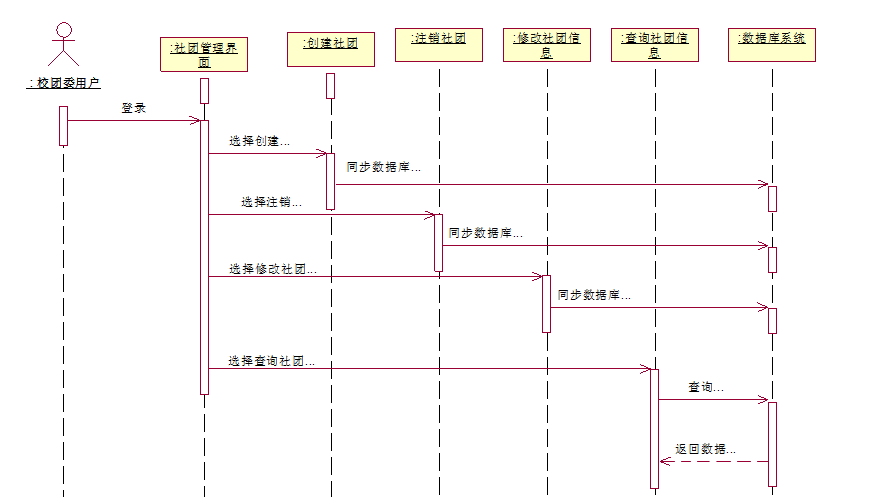 :校团委用户
:社团管理界
面
:创建社团
:注销社团
:修改社团信
息
:查询社团信
息
:数据库系统
登录
选择创建...
同步数据库...
选择注销...
同步数据库...
选择修改社团...
同步数据库...
选择查询社团...
查询...
返回数据...